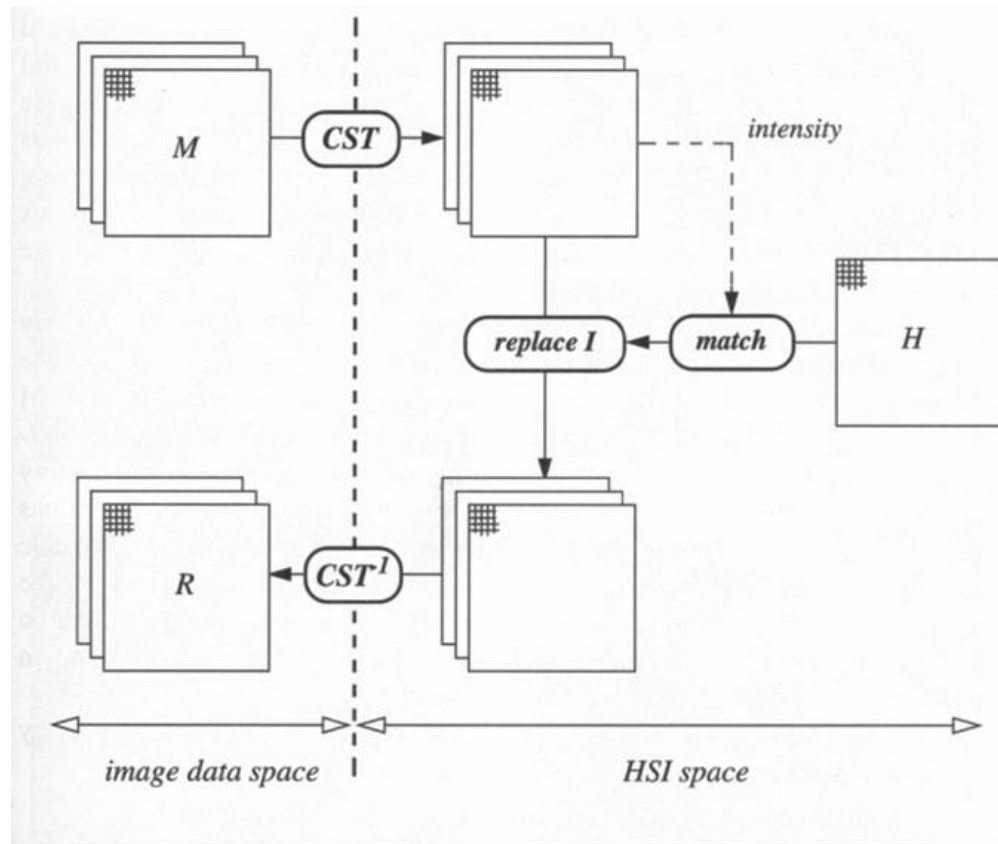 M
CST
intensity
replace I
match
H
R
CST-1
image data space
HSI space